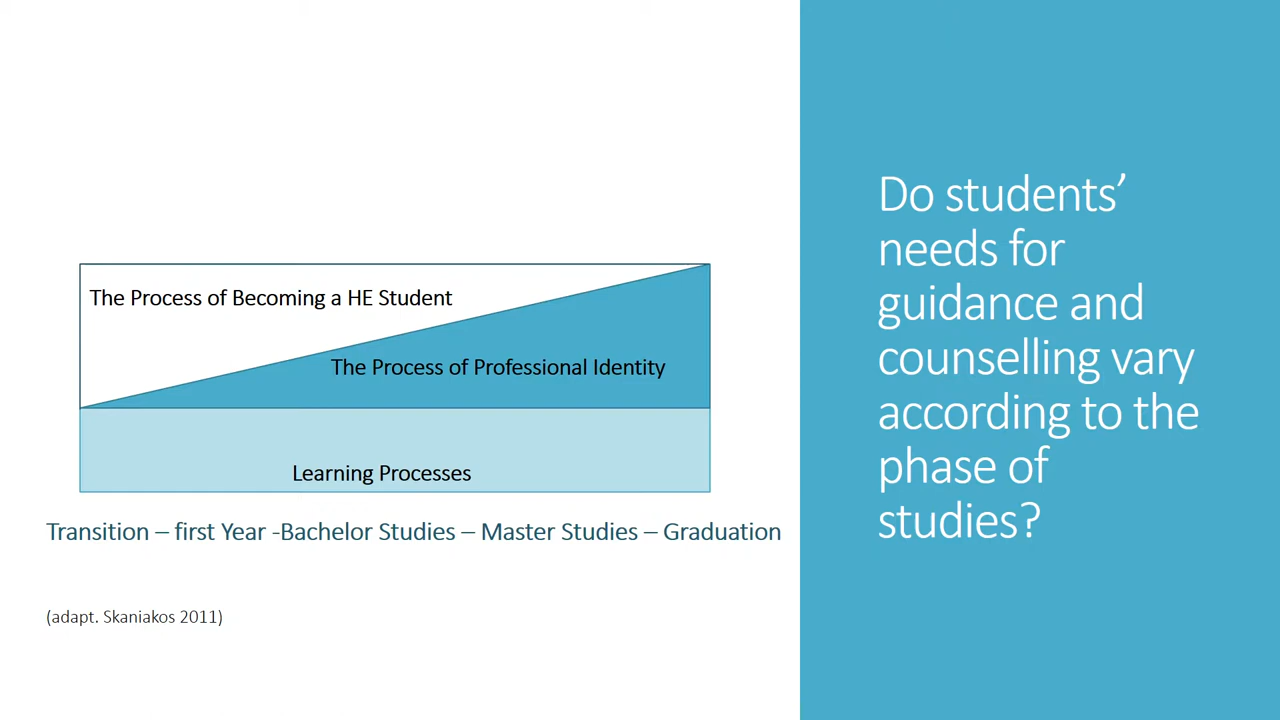 The Process of Becoming a HE Student
The Process of Professional Identity
Learning Processes
Transition – first Year -Bachelor Studies – Master Studies – Graduation
(adapt. Skaniakos 2011)
Do students’
needs for
guidance and
counselling vary
according to the
phase of
studies?